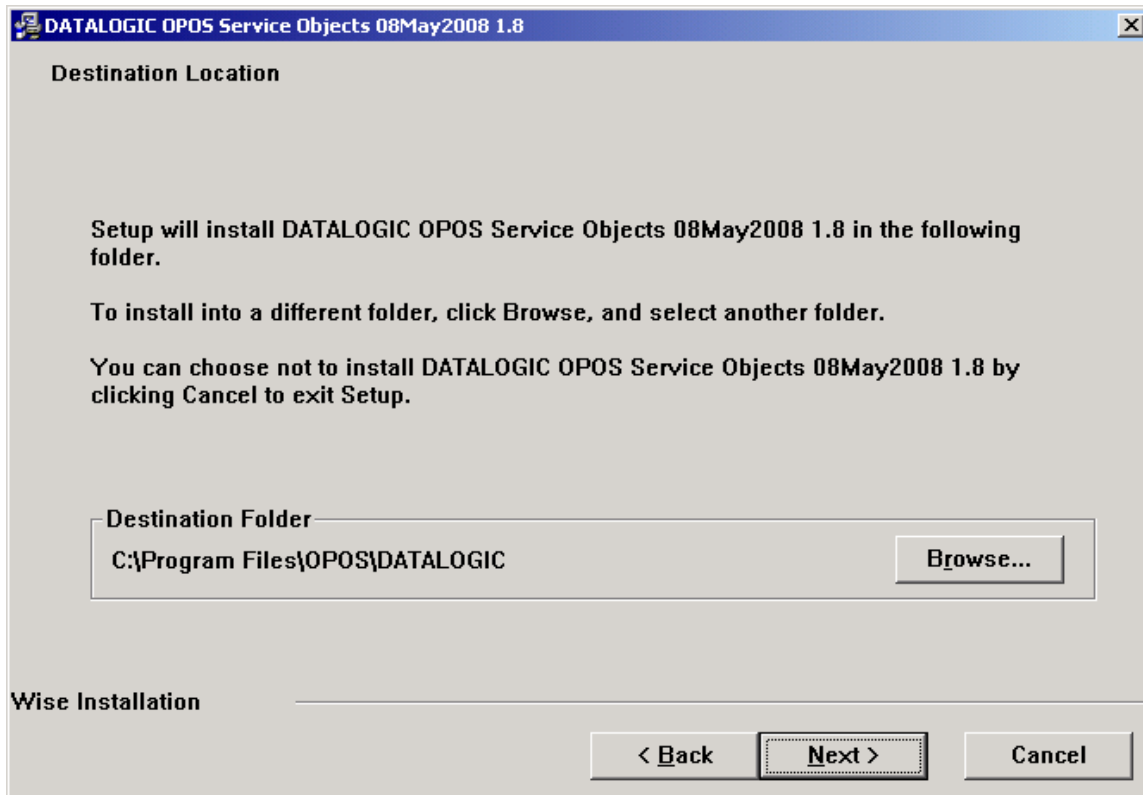 DATALOGIC OPOS Service Objects 08May2008 1.8
Destination Location
Setup will install DATALOGIC OPOS Service Objects 08May2008 1.8 in the following
folder.
To install into a different folder, click Browse, and select another folder.
You can choose not to install DATALOGIC OPOS Service Objects 08May2008 1.8 by
clicking Cancel to exit Setup.
Destination Folder
C:\Program Files\OPOS\DATALOGIC
Browse...
Wise Installation
< Back
Next >
Cancel